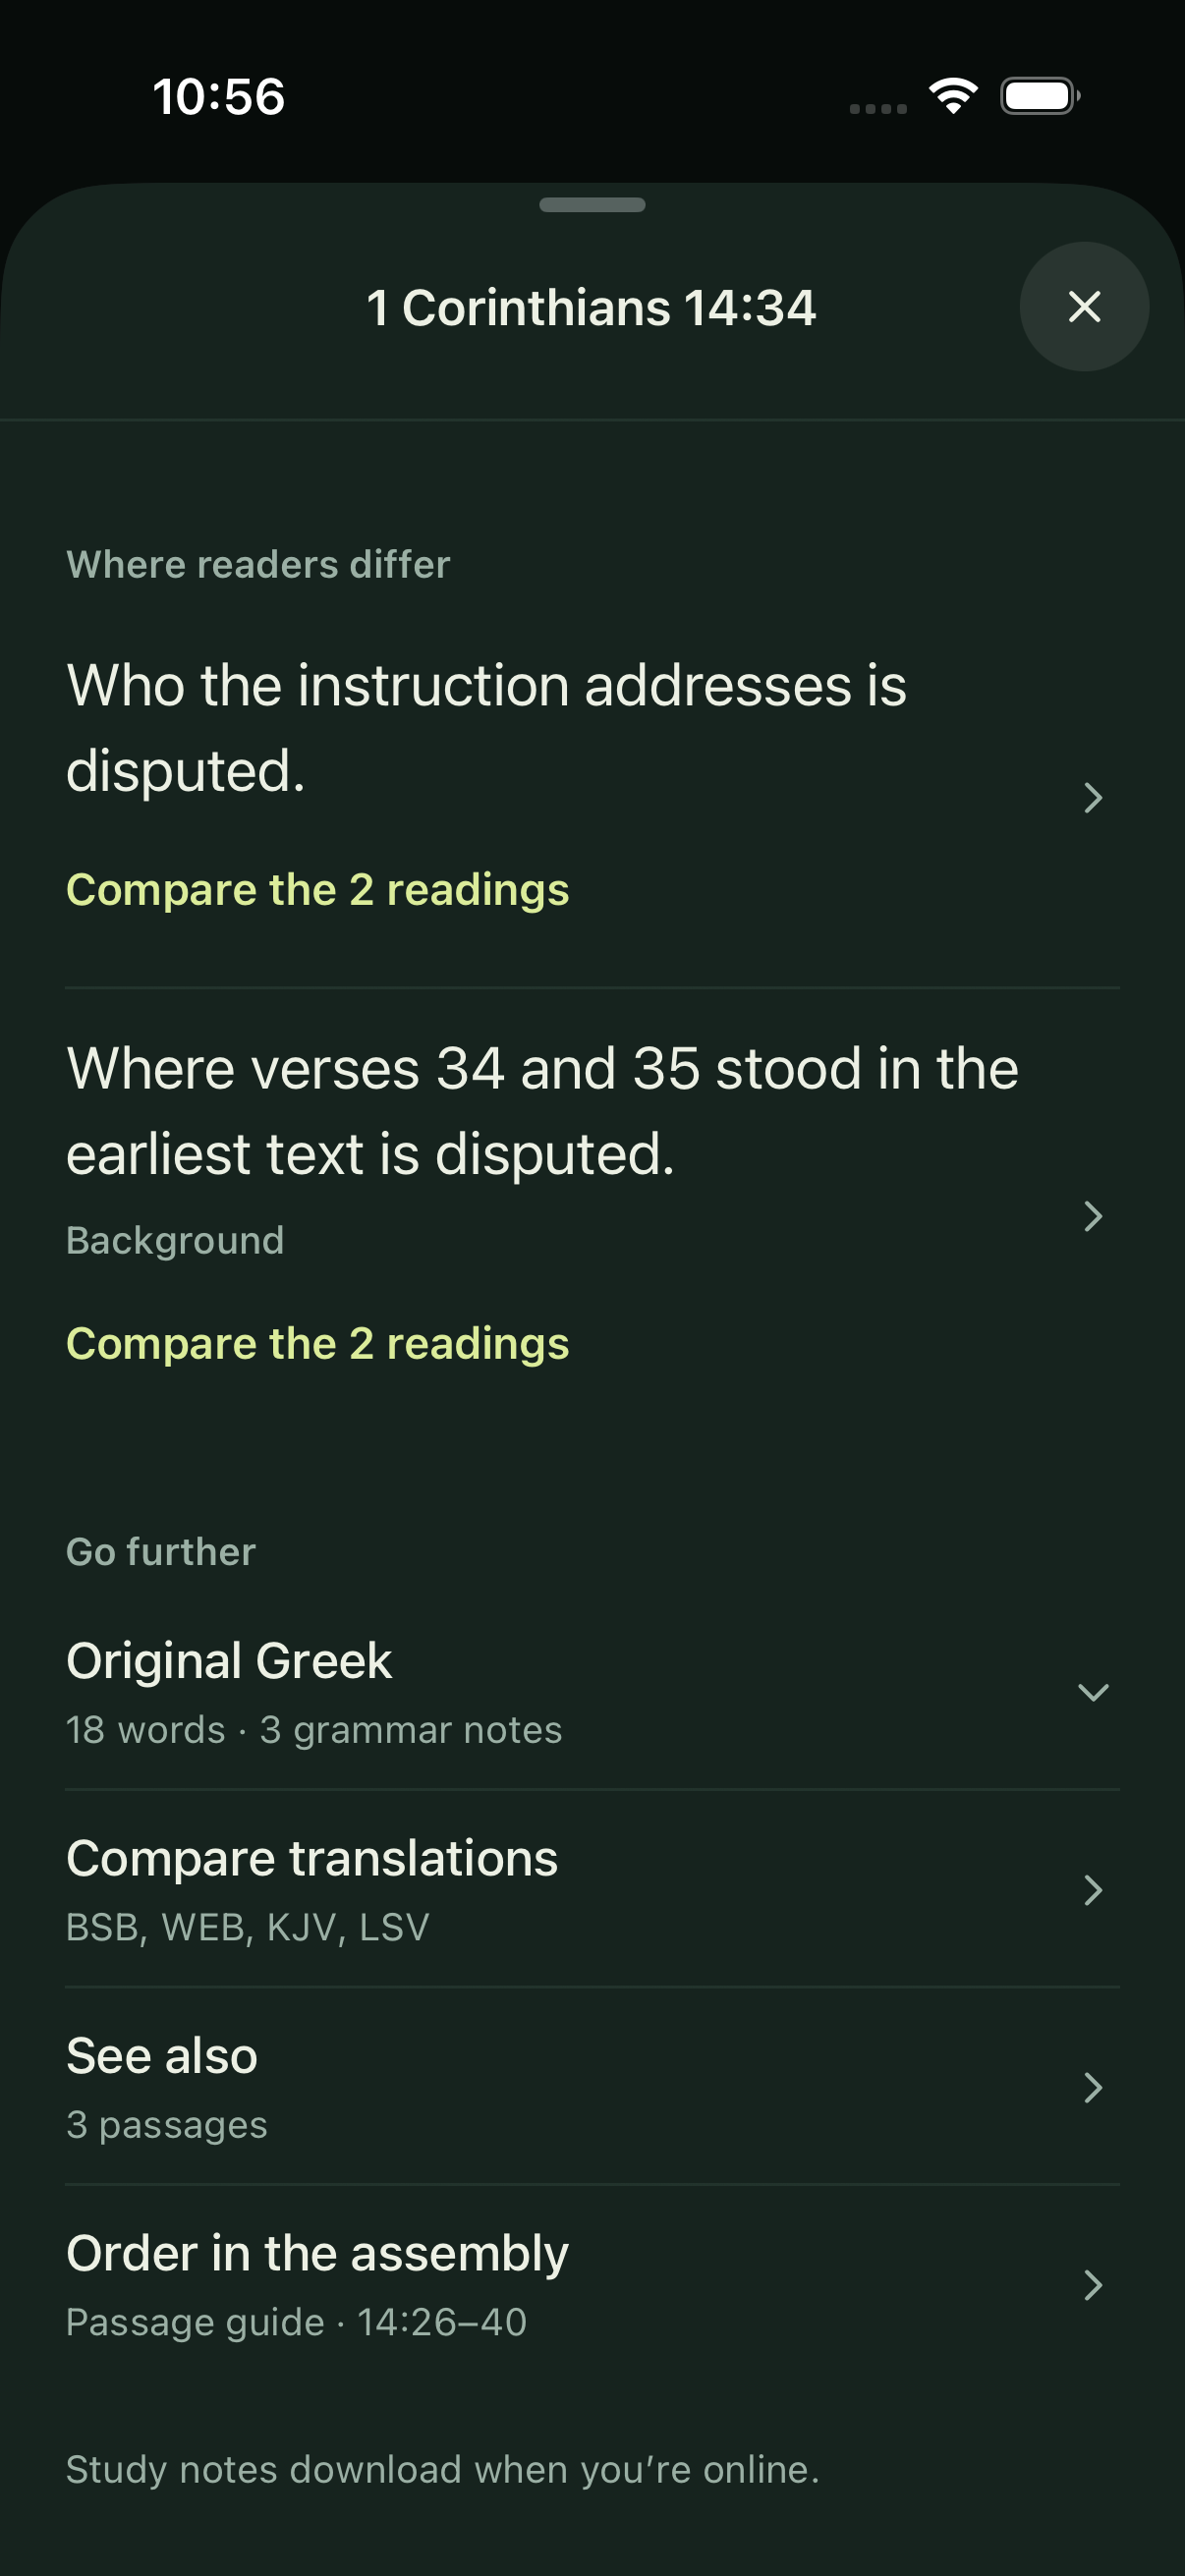 10:56
1 Corinthians 14:34
Where readers differ
Who the instruction addresses is
disputed.
Compare the 2 readings
Where verses 34 and 35 stood in the
earliest text is disputed.
Background
Compare the 2 readings
Go further
Original Greek
18 words · 3 grammar notes
Compare translations
BSB, WEB, KJV, LSV
See also
3 passages
Order in the assembly
Passage guide · 14:26–40
Study notes download when you’re online.